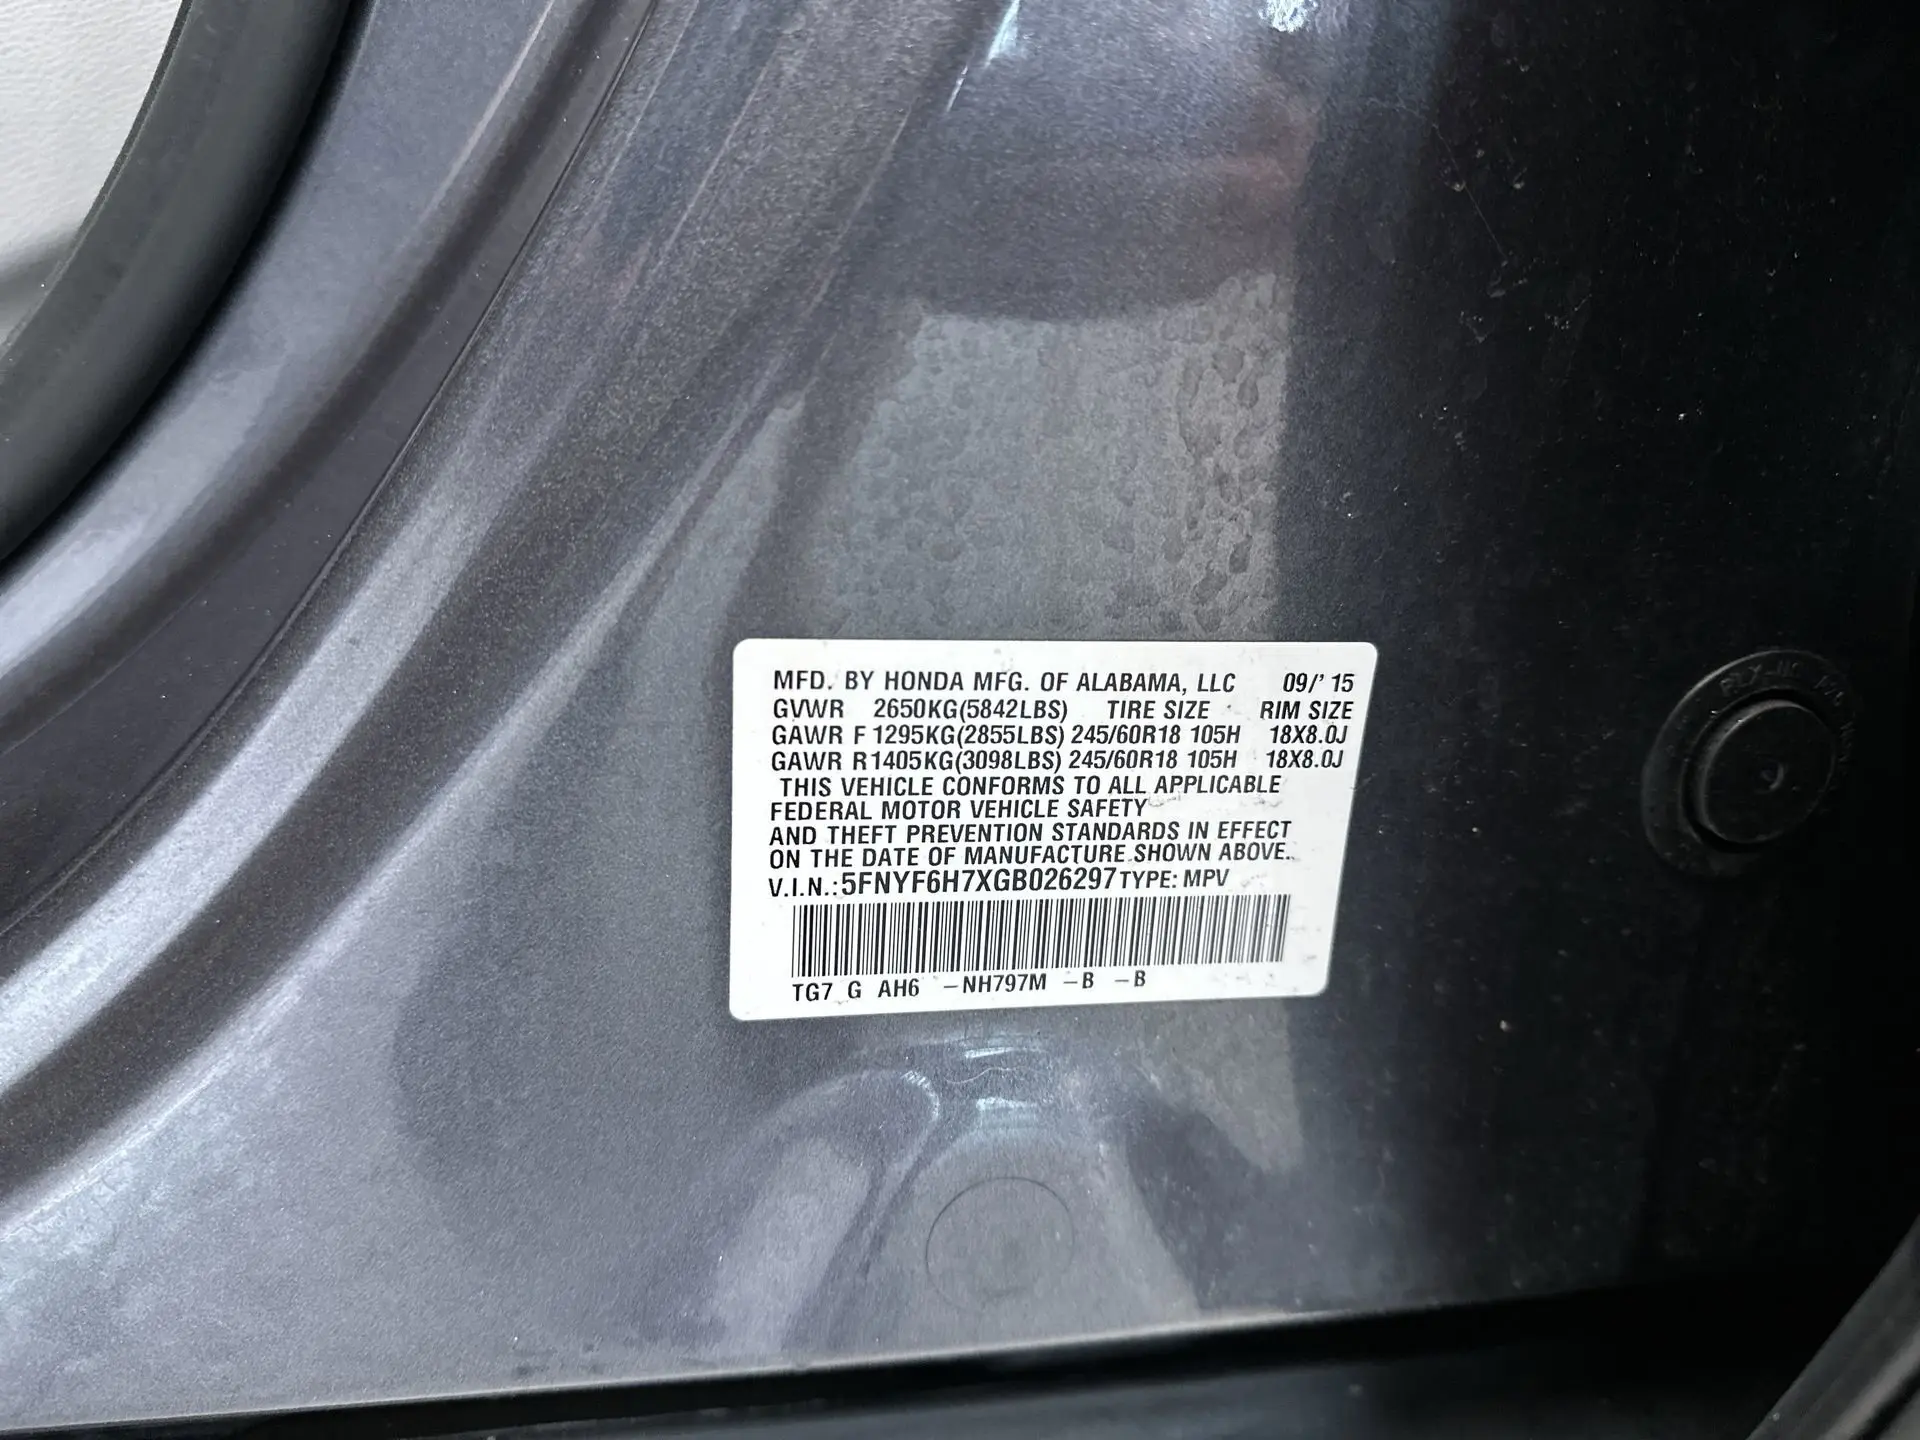 MFD. BY HONDA MFG. OF ALABAMA, LLC 09/'15
GVWR 2650KG(5842LBS) TIRE SIZE RIM SIZE
GAWR F 1295KG(2855LBS) 245/60R18 105H 18X8.0J
GAWR R 1405KG(3098LBS) 245/60R18 105H 18X8.0J
THIS VEHICLE CONFORMS TO ALL APPLICABLE
FEDERAL MOTOR VEHICLE SAFETY
AND THEFT PREVENTION STANDARDS IN EFFECT
ON THE DATE OF MANUFACTURE SHOWN ABOVE.
V.I.N.:5FNYF6H7XGB026297 TYPE: MPV
TG7 G AH6 -NH797M -B -B